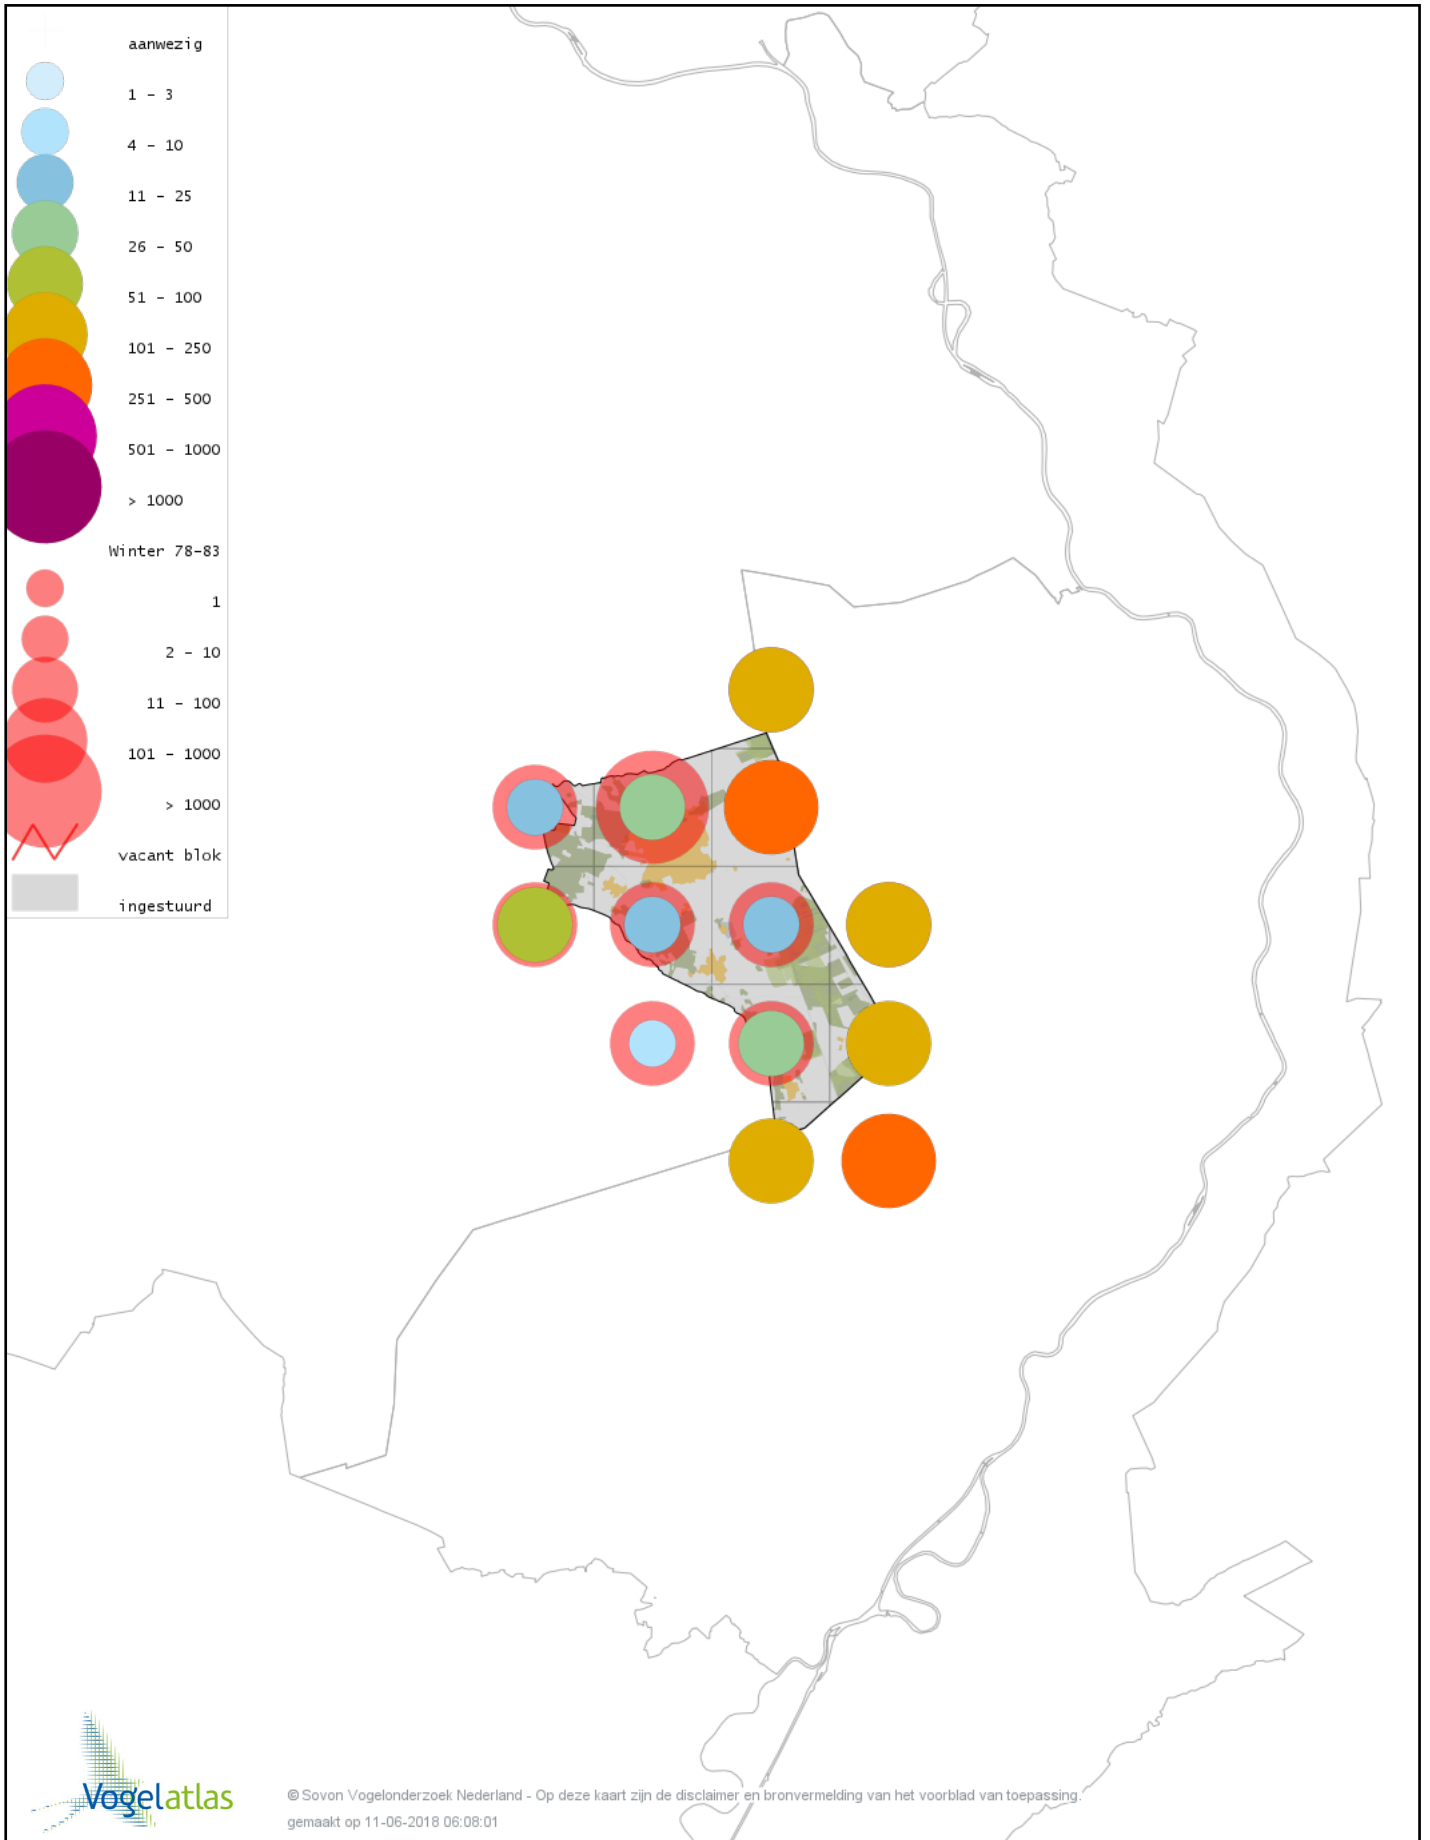 aanwezig
1 - 3
4 - 10
11 - 25
26 - 50
51 - 100
101 - 250
251 - 500
501 - 1000
> 1000
Winter 78-83
1
2 - 10
11 - 100
101 - 1000
> 1000
vacant blok
ingestuurd
Vogelatlas
© Sovon Vogelonderzoek Nederland - Op deze kaart zijn de disclaimer en bronvermelding van het voorblad van toepassing.
gemaakt op 11-06-2018 06:08:01